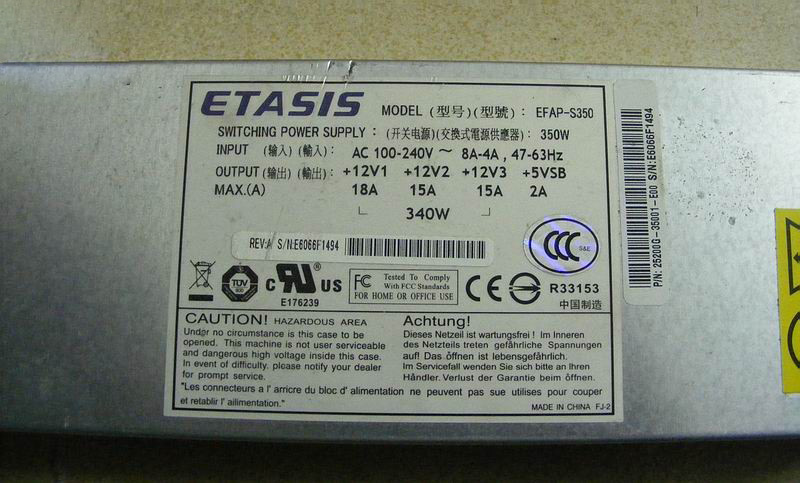 ETASIS MODEL (型号)(型號): EFAP-S350
SWITCHING POWER SUPPLY: (开关电源)(交換式電源供應器): 350W
INPUT (输入)(輸入): AC 100-240V ~ 8A-4A, 47-63Hz
OUTPUT(输出)(輸出): +12V1 +12V2 +12V3 +5VSB
MAX.(A) 18A 15A 15A 2A
340W
REV:A S/N:E6066F1494
CCC S&E
TÜV
C UL US
E176239
FC Tested To Comply
With FCC Standards
FOR HOME OR OFFICE USE
CE
R33153
中国制造
CAUTION! HAZARDOUS AREA
Under no circumstance is this case to be
opened. This machine is not user serviceable
and dangerous high voltage inside this case.
In event of difficulty, please notify your dealer
for prompt service.
Achtung!
Dieses Netzeil ist wartungsfrei! Im Inneren
des Netzteils treten gefährliche Spannungen
auf! Das öffnen ist lebensgefährlich.
Im Servicefall wenden Sie sich bitte an Ihren
Händler. Verlust der Garantie beim öffnen.
"Les connecteurs a l' arricre du bloc d' alimentation ne peuvent pas sue utilises pour couper
et retablir l' ailimentation."
MADE IN CHINA FJ-2
P/N: 25200G-35001-E00 S/N:E6066F1494